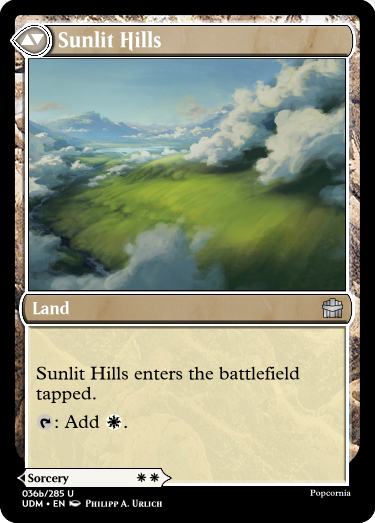 Sunlit Hills
Land
Sunlit Hills enters the battlefield
tapped.
: Add .
Sorcery
036b/285 U
Popcornia
UDM • EN Philipp A. Urlich